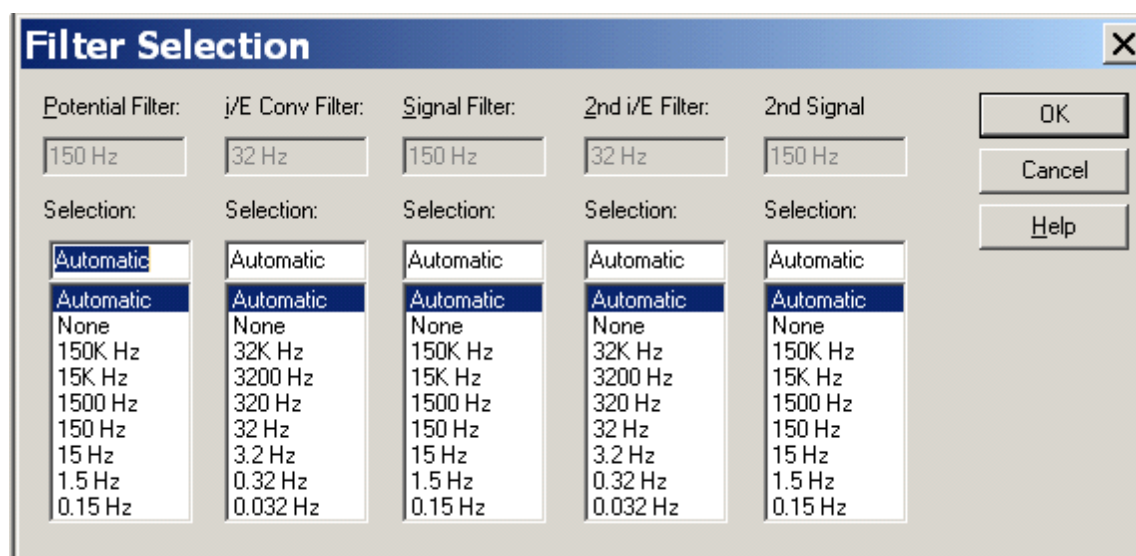 Filter Selection
Potential Filter: i/E Conv Filter: Signal Filter: 2nd i/E Filter: 2nd Signal
150 Hz 32 Hz 150 Hz 32 Hz 150 Hz
Selection: Selection: Selection: Selection: Selection:
Automatic Automatic Automatic Automatic Automatic
Automatic Automatic Automatic Automatic Automatic
None None None None None
150K Hz 32K Hz 150K Hz 32K Hz 150K Hz
15K Hz 3200 Hz 15K Hz 3200 Hz 15K Hz
1500 Hz 320 Hz 1500 Hz 320 Hz 1500 Hz
150 Hz 32 Hz 150 Hz 32 Hz 150 Hz
15 Hz 3.2 Hz 15 Hz 3.2 Hz 15 Hz
1.5 Hz 0.32 Hz 1.5 Hz 0.32 Hz 1.5 Hz
0.15 Hz 0.032 Hz 0.15 Hz 0.032 Hz 0.15 Hz
OK
Cancel
Help